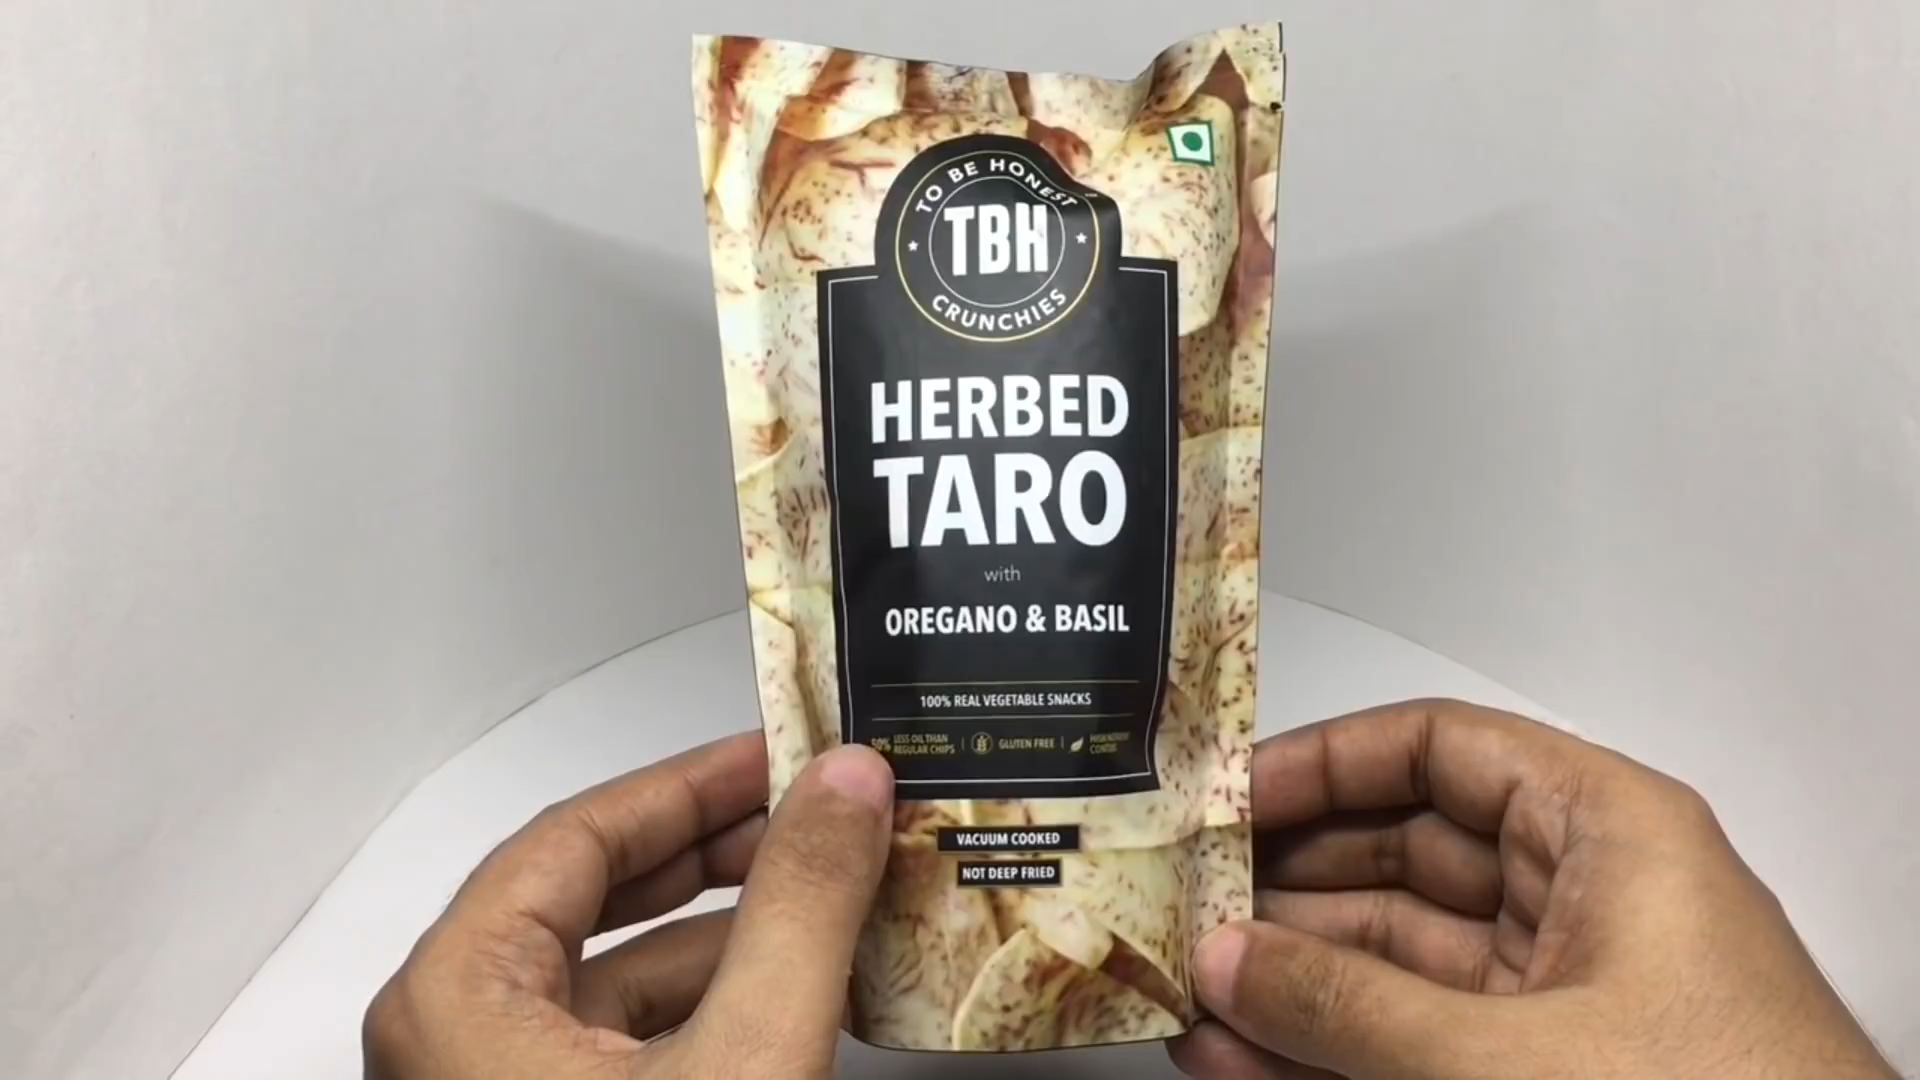 TO BE HONEST
TBH
CRUNCHIES
HERBED
TARO
with
OREGANO & BASIL
100% REAL VEGETABLE SNACKS
50% LESS OIL THAN
REGULAR CHIPS
GLUTEN FREE
VACUUM COOKED
NOT DEEP FRIED